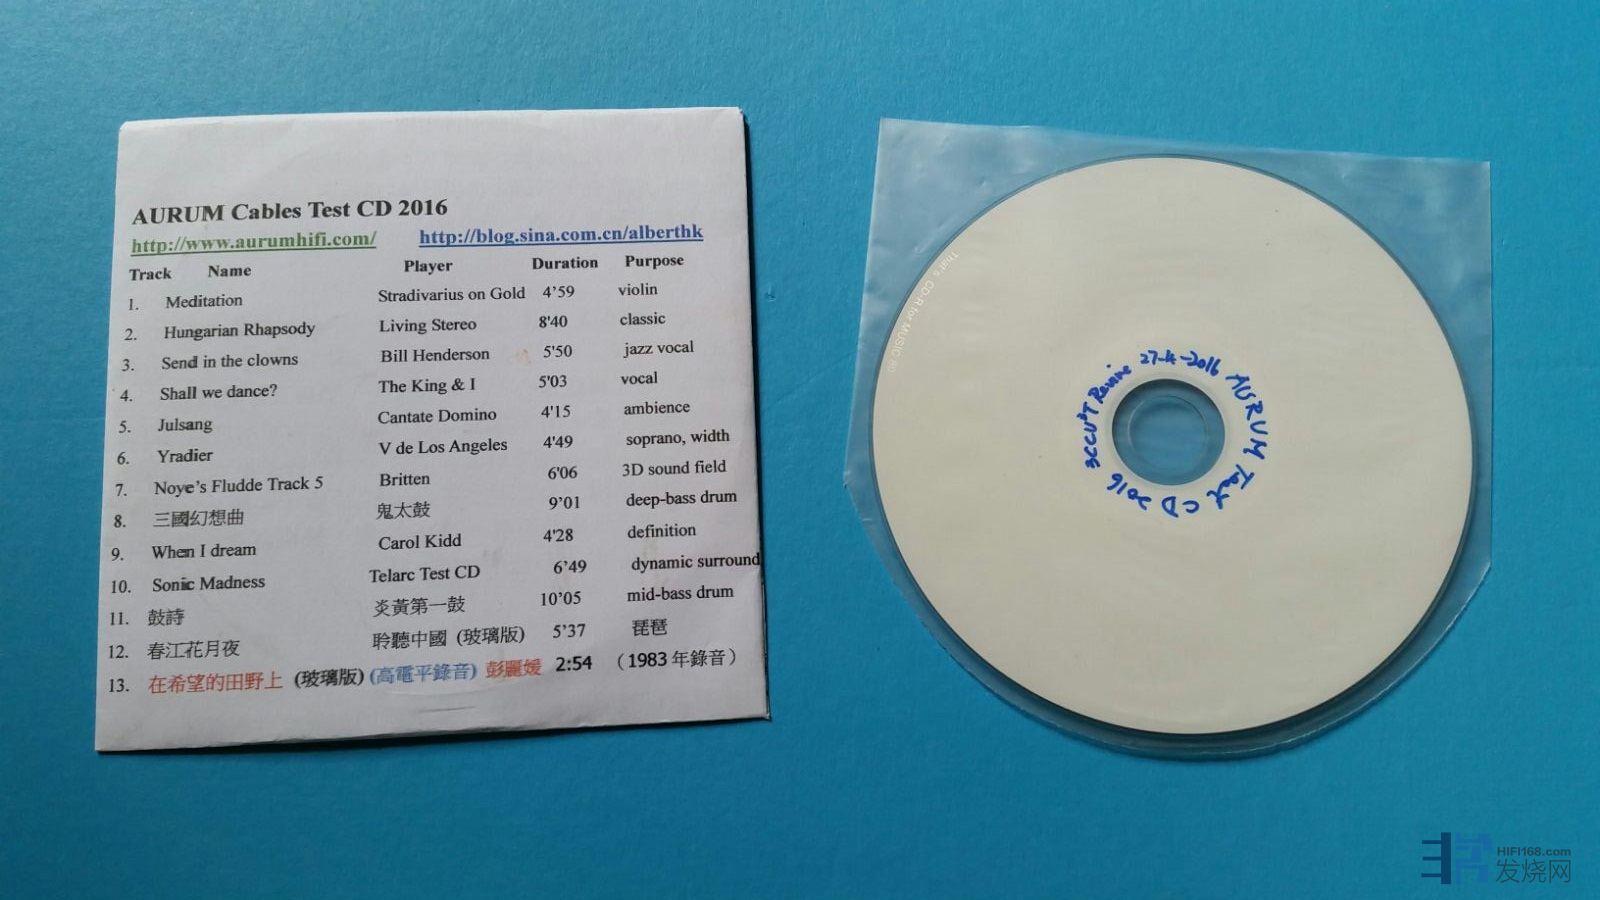 AURUM Cables Test CD 2016
http://www.aurumhifi.com/ http://blog.sina.com.cn/alberthk
Track Name Player Duration Purpose
1. Meditation Stradivarius on Gold 4’59 violin
2. Hungarian Rhapsody Living Stereo 8'40 classic
3. Send in the clowns Bill Henderson 5'50 jazz vocal
4. Shall we dance? The King & I 5'03 vocal
5. Julsang Cantate Domino 4'15 ambience
6. Yradier V de Los Angeles 4'49 soprano, width
7. Noye’s Fludde Track 5 Britten 6'06 3D sound field
8. 三國幻想曲 鬼太鼓 9’01 deep-bass drum
9. When I dream Carol Kidd 4'28 definition
10. Sonic Madness Telarc Test CD 6’49 dynamic surround
11. 鼓詩 炎黃第一鼓 10’05 mid-bass drum
12. 春江花月夜 聆聽中國 (玻璃版) 5’37 琵琶
13. 在希望的田野上 (玻璃版) (高電平錄音) 彭麗媛 2:54 （1983 年錄音）
That's CD-R for MUSIC 80
AURUM Test CD 2016
Revive
HIFI168.com
发烧网